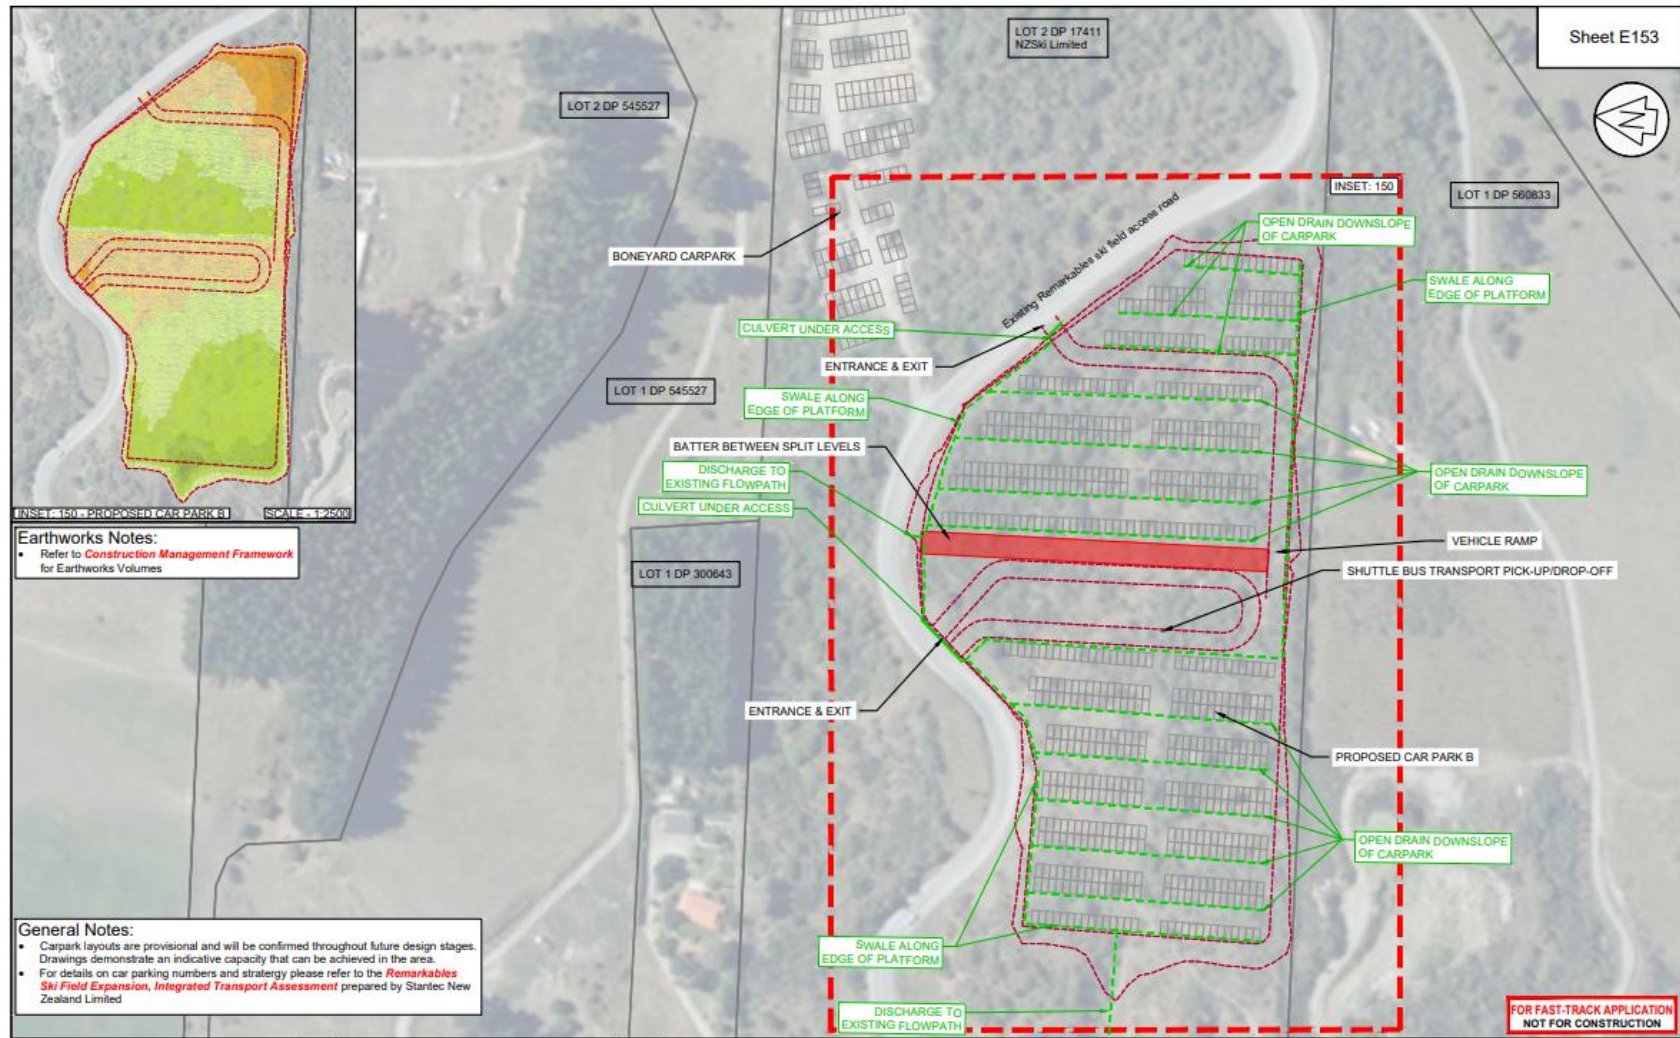 Sheet E153
N
LOT 2 DP 17411
NZSki Limited
LOT 2 DP 545527
INSET: 150
LOT 1 DP 560833
OPEN DRAIN DOWNSLOPE
OF CARPARK
BONEYARD CARPARK
Existing Remarkables ski field access road
SWALE ALONG
EDGE OF PLATFORM
CULVERT UNDER ACCESS
ENTRANCE & EXIT
LOT 1 DP 545527
SWALE ALONG
EDGE OF PLATFORM
BATTER BETWEEN SPLIT LEVELS
DISCHARGE TO
EXISTING FLOWPATH
OPEN DRAIN DOWNSLOPE
OF CARPARK
CULVERT UNDER ACCESS
INSET: 150 - PROPOSED CAR PARK B
SCALE - 1:2500
Earthworks Notes:
• Refer to Construction Management Framework
for Earthworks Volumes
VEHICLE RAMP
LOT 1 DP 300643
SHUTTLE BUS TRANSPORT PICK-UP/DROP-OFF
ENTRANCE & EXIT
PROPOSED CAR PARK B
OPEN DRAIN DOWNSLOPE
OF CARPARK
General Notes:
• Carpark layouts are provisional and will be confirmed throughout future design stages.
Drawings demonstrate an indicative capacity that can be achieved in the area.
• For details on car parking numbers and stratergy please refer to the Remarkables
Ski Field Expansion, Integrated Transport Assessment prepared by Stantec New
Zealand Limited
SWALE ALONG
EDGE OF PLATFORM
DISCHARGE TO
EXISTING FLOWPATH
FOR FAST-TRACK APPLICATION
NOT FOR CONSTRUCTION